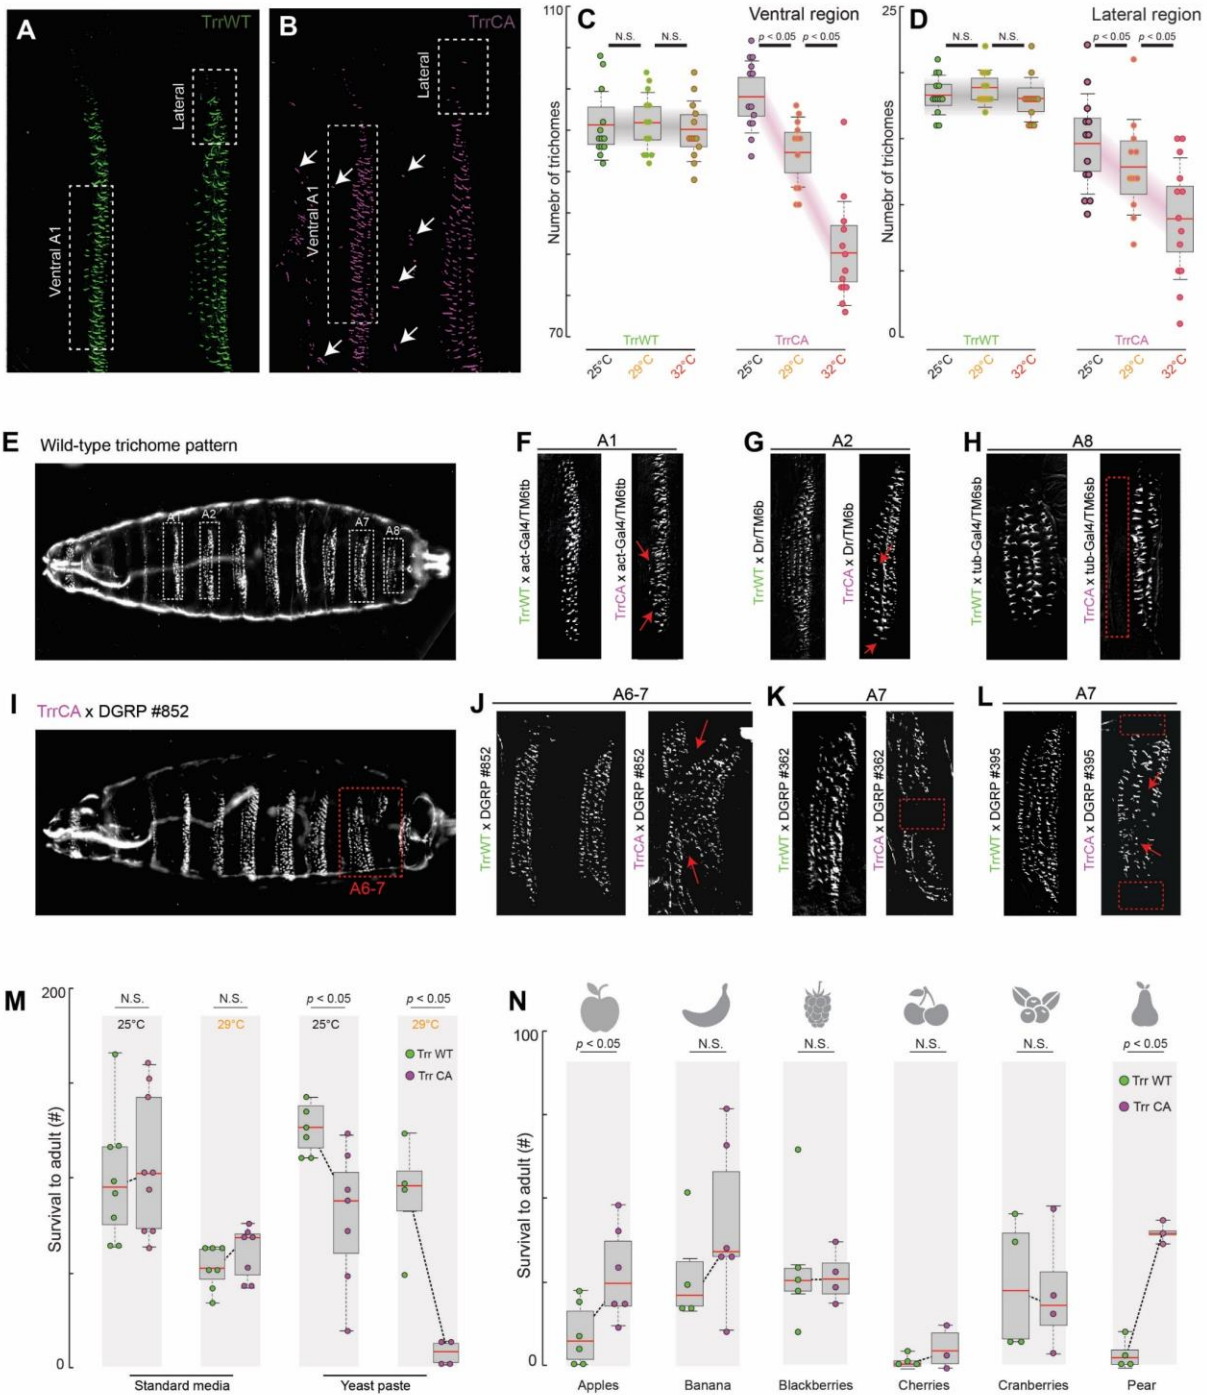 A
TrrWT
Ventral A1
Lateral
B
TrrCA
Ventral A1
Lateral
C
Ventral region
110
N.S.
N.S.
p < 0.05
p < 0.05
Numebr of trichomes
70
TrrWT
TrrCA
25°C
29°C
32°C
25°C
29°C
32°C
D
Lateral region
25
N.S.
N.S.
p < 0.05
p < 0.05
Numebr of trichomes
0
TrrWT
TrrCA
25°C
29°C
32°C
25°C
29°C
32°C
E
Wild-type trichome pattern
A1
A2
A7
A8
F
A1
TrrWT x act-Gal4/TM6tb
TrrCA x act-Gal4/TM6tb
G
A2
TrrWT x Dr/TM6b
TrrCA x Dr/TM6b
H
A8
TrrWT x tub-Gal4/TM6sb
TrrCA x tub-Gal4/TM6sb
I
TrrCA x DGRP #852
A6-7
J
A6-7
TrrWT x DGRP #852
TrrCA x DGRP #852
K
A7
TrrWT x DGRP #362
TrrCA x DGRP #362
L
A7
TrrWT x DGRP #395
TrrCA x DGRP #395
M
200
N.S.
N.S.
p < 0.05
p < 0.05
25°C
29°C
25°C
29°C
Trr WT
Trr CA
Survival to adult (#)
0
Standard media
Yeast paste
N
100
p < 0.05
N.S.
N.S.
N.S.
N.S.
p < 0.05
Trr WT
Trr CA
Survival to adult (#)
0
Apples
Banana
Blackberries
Cherries
Cranberries
Pear